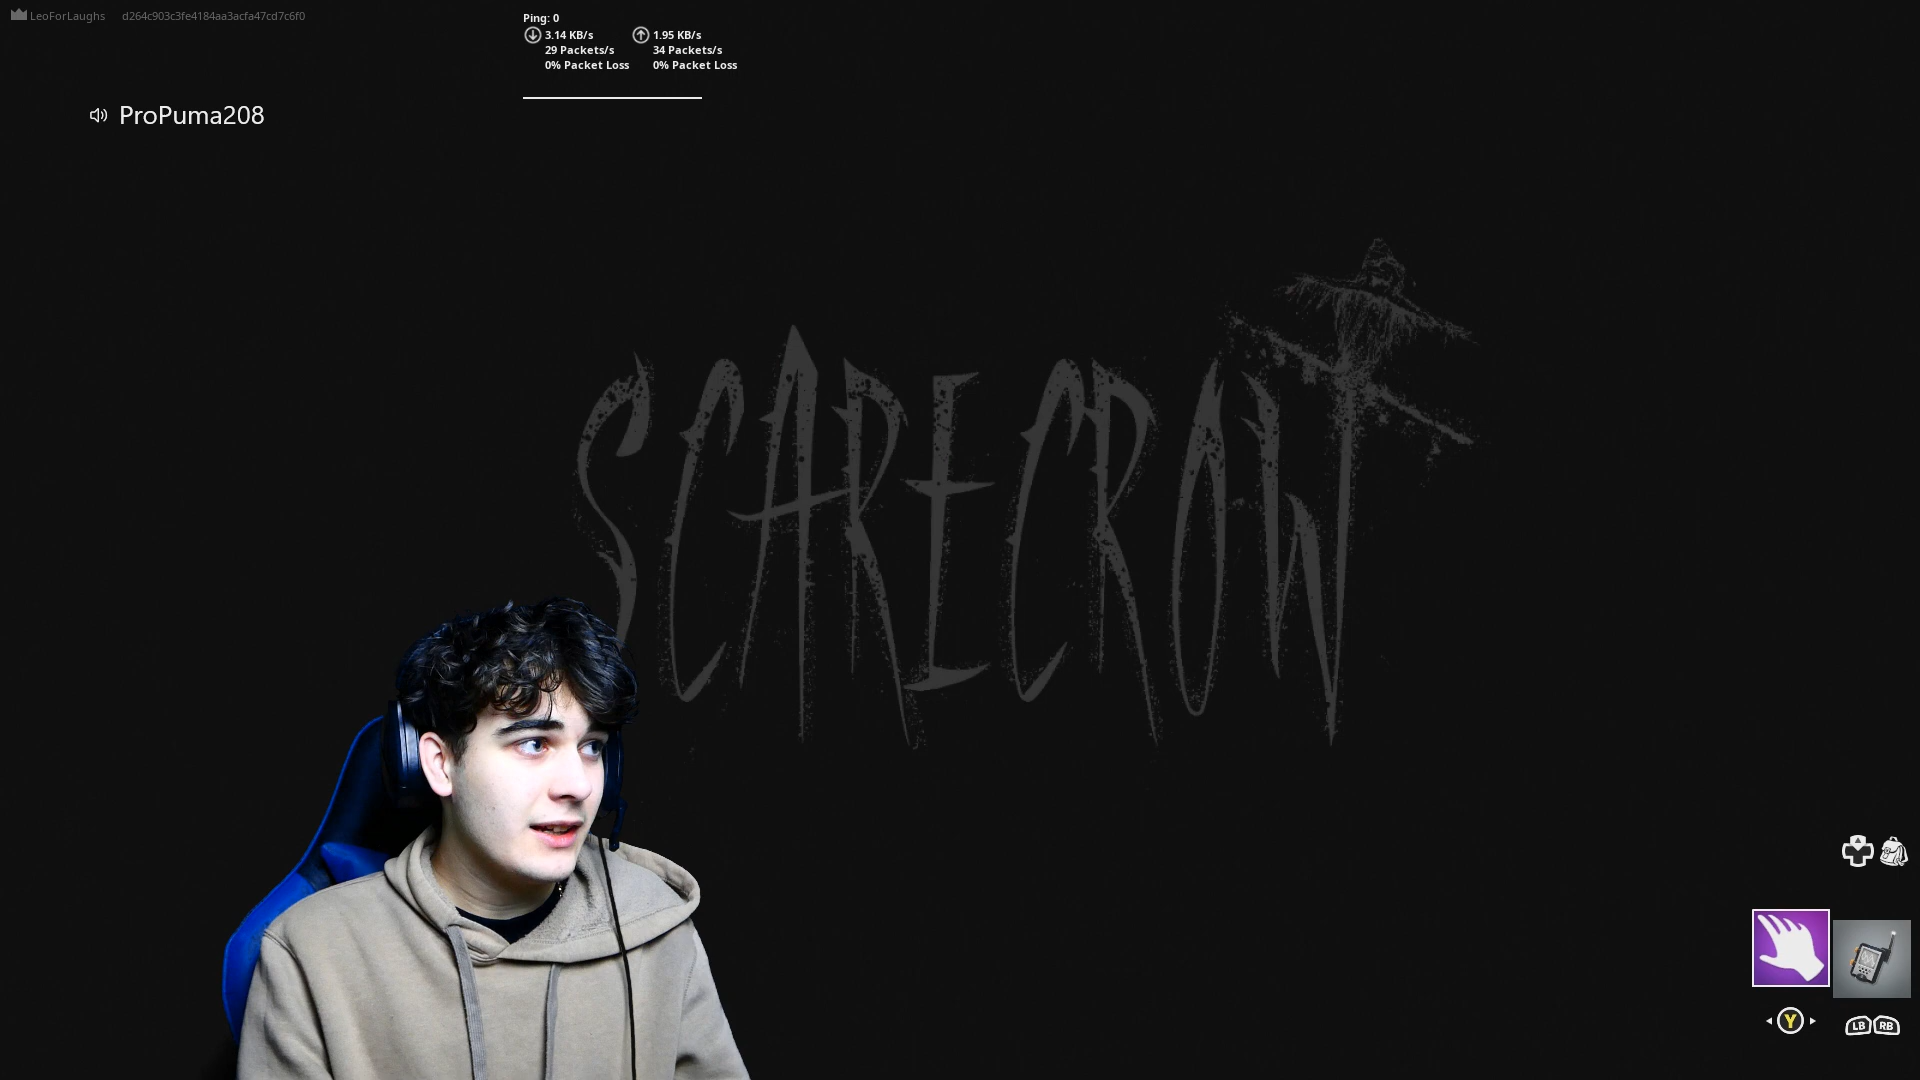 LeoForLaughs d264c903c3fe4184aa3acfa47cd7c6f0
Ping: 0
3.14 KB/s 1.95 KB/s
29 Packets/s 34 Packets/s
0% Packet Loss 0% Packet Loss
ProPuma208
SCARECROW
Y
LB RB